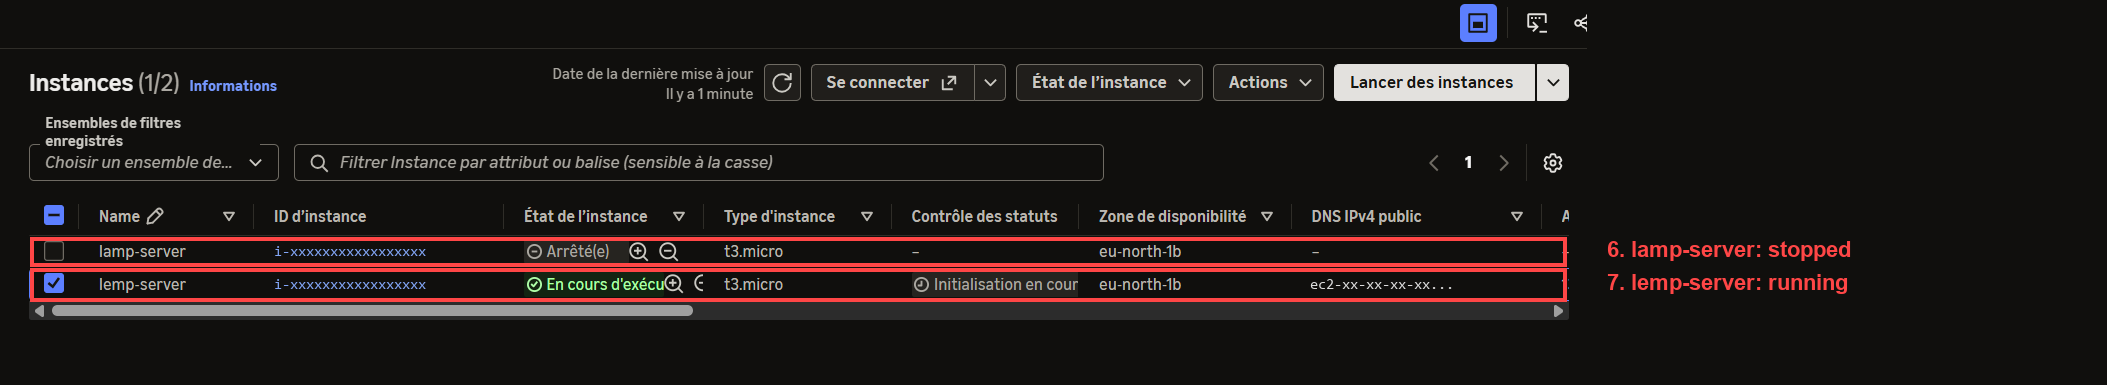 Instances (1/2) Informations
Date de la dernière mise à jour
Il y a 1 minute
Se connecter
État de l'instance
Actions
Lancer des instances
Ensembles de filtres
enregistrés
Choisir un ensemble de...
Filtrer Instance par attribut ou balise (sensible à la casse)
1
Name ID d'instance État de l'instance Type d'instance Contrôle des statuts Zone de disponibilité DNS IPv4 public A
lamp-server i-xxxxxxxxxxxxxxxxx Arrêté(e) t3.micro – eu-north-1b –
6. lamp-server: stopped
lemp-server i-xxxxxxxxxxxxxxxxx En cours d'exécu t3.micro Initialisation en cour eu-north-1b ec2-xx-xx-xx-xx...
7. lemp-server: running